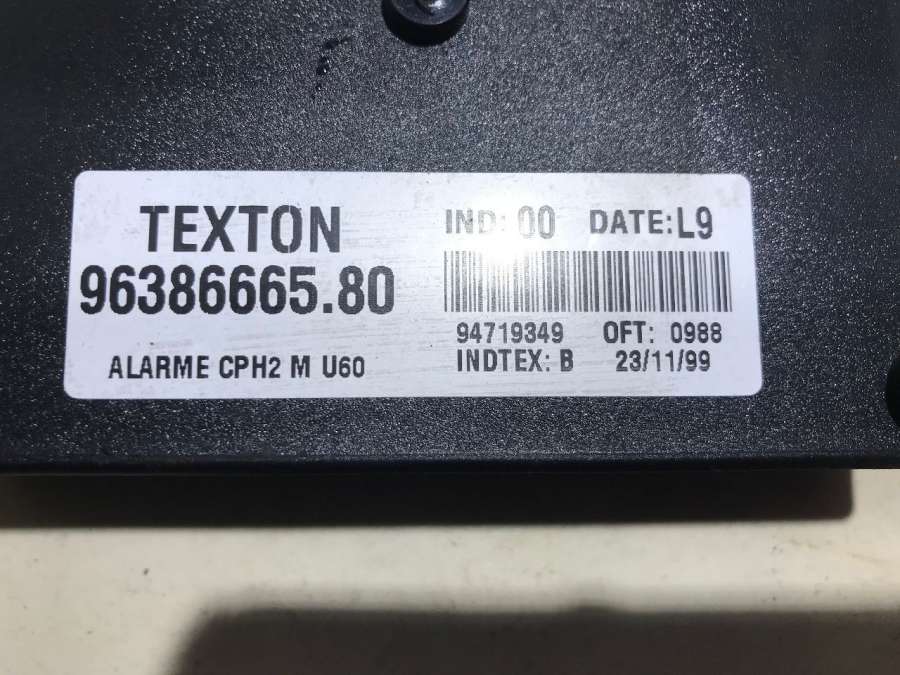 TEXTON
96386665.80
ALARME CPH2 M U60
IND: 00 DATE:L9
94719349 OFT: 0988
INDTEX: B 23/11/99